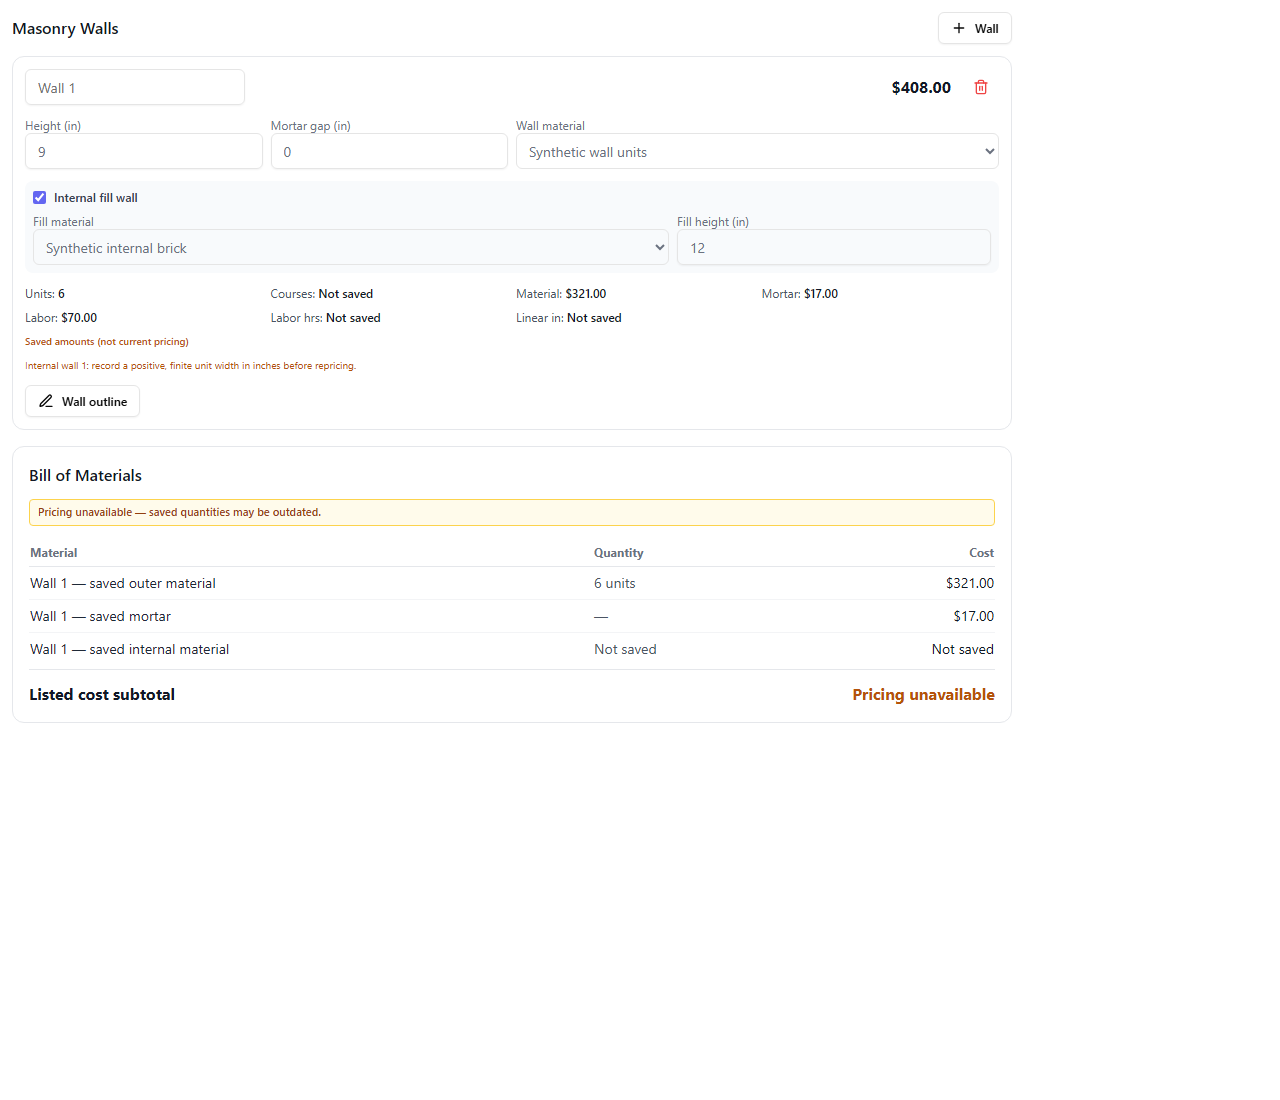 Masonry Walls
Wall
Wall 1
$408.00
Height (in) Mortar gap (in) Wall material
9 0 Synthetic wall units
Internal fill wall
Fill material Fill height (in)
Synthetic internal brick 12
Units: 6 Courses: Not saved Material: $321.00 Mortar: $17.00
Labor: $70.00 Labor hrs: Not saved Linear in: Not saved
Saved amounts (not current pricing)
Internal wall 1: record a positive, finite unit width in inches before repricing.
Wall outline
Bill of Materials
Pricing unavailable — saved quantities may be outdated.
Material Quantity Cost
Wall 1 — saved outer material 6 units $321.00
Wall 1 — saved mortar — $17.00
Wall 1 — saved internal material Not saved Not saved
Listed cost subtotal Pricing unavailable